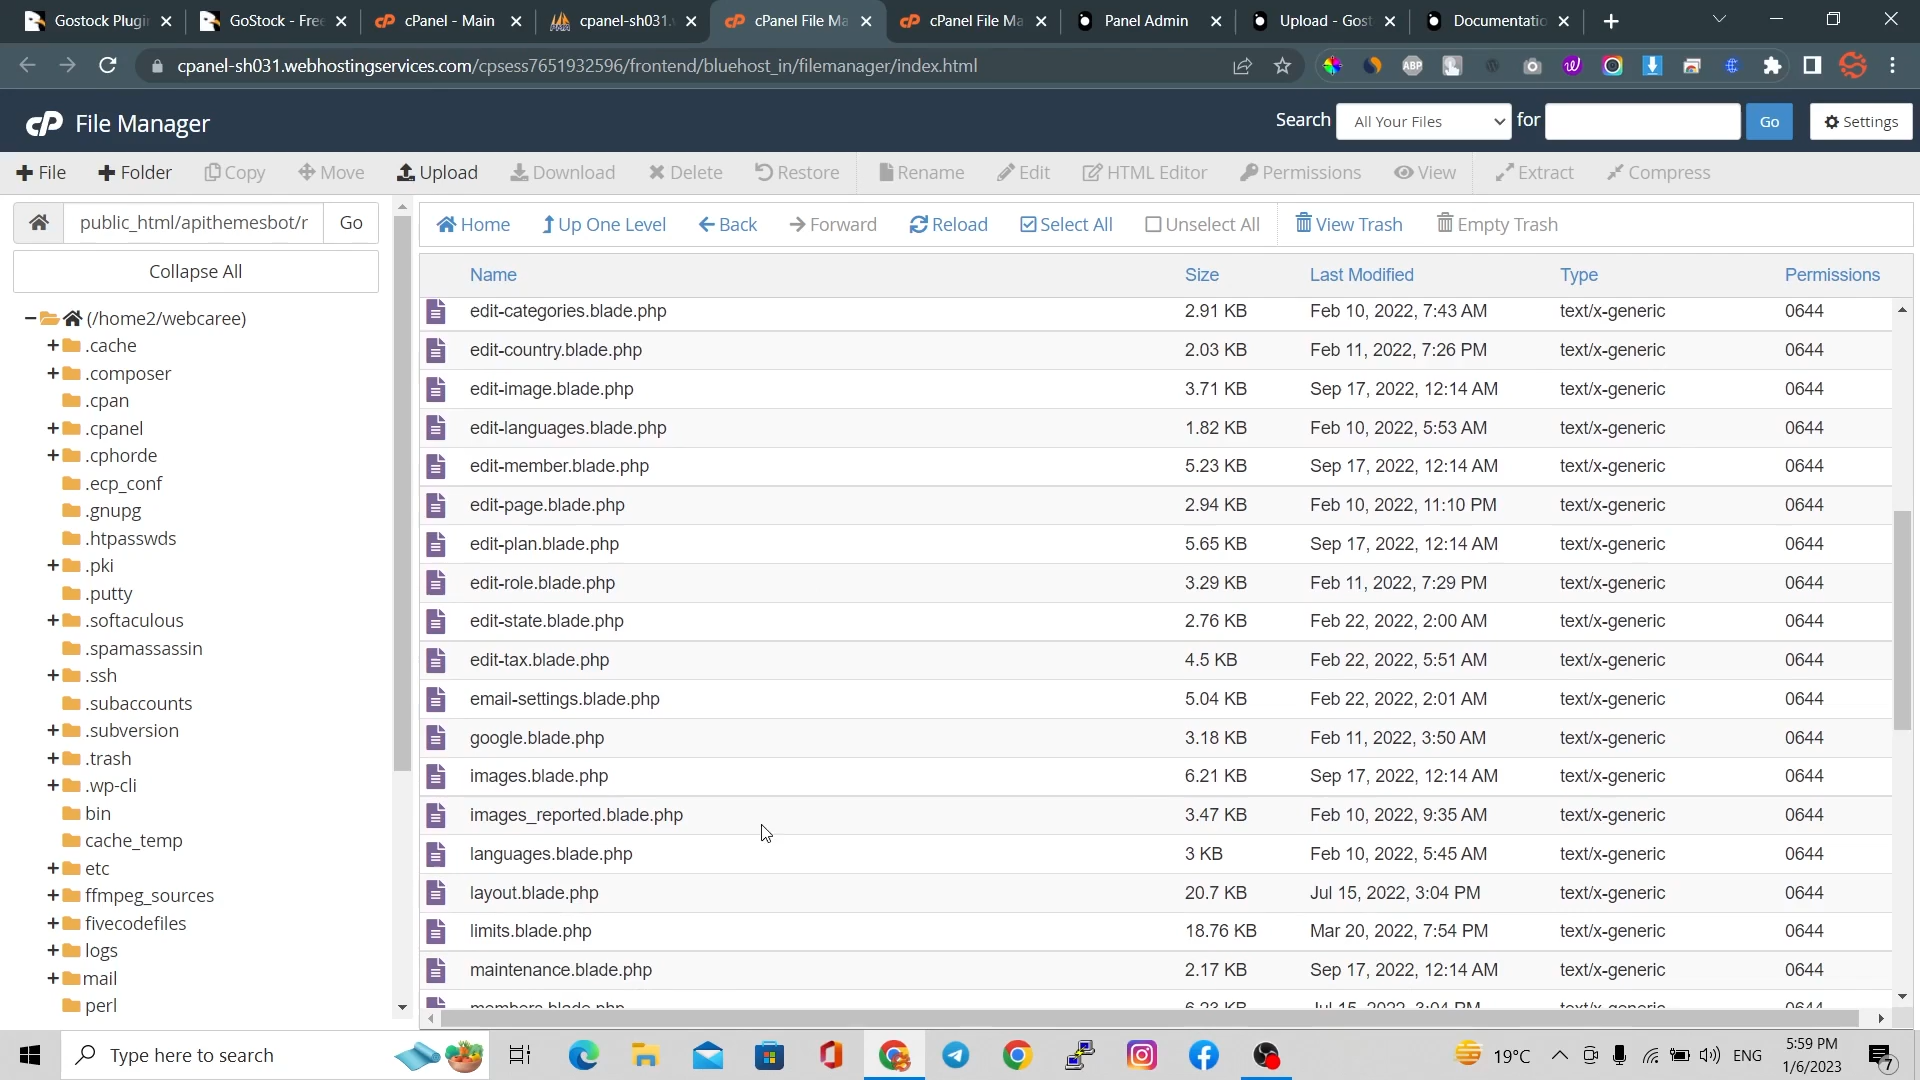 Gostock Plugi
GoStock - Free
cPanel - Main
cpanel-sh031.w
cPanel File Ma
cPanel File Ma
Panel Admin
Upload - Gost
Documentatio
cpanel-sh031.webhostingservices.com/cpsess7651932596/frontend/bluehost_in/filemanager/index.html
ABP
cP File Manager
Search All Your Files for Go Settings
File Folder Copy Move Upload Download Delete Restore Rename Edit HTML Editor Permissions View Extract Compress
public_html/apithemesbot/r Go
Home Up One Level Back Forward Reload Select All Unselect All View Trash Empty Trash
Collapse All
(/home2/webcaree)
.cache
.composer
.cpan
.cpanel
.cphorde
.ecp_conf
.gnupg
.htpasswds
.pki
.putty
.softaculous
.spamassassin
.ssh
.subaccounts
.subversion
.trash
.wp-cli
bin
cache_temp
etc
ffmpeg_sources
fivecodefiles
logs
mail
perl
Name Size Last Modified Type Permissions
edit-categories.blade.php 2.91 KB Feb 10, 2022, 7:43 AM text/x-generic 0644
edit-country.blade.php 2.03 KB Feb 11, 2022, 7:26 PM text/x-generic 0644
edit-image.blade.php 3.71 KB Sep 17, 2022, 12:14 AM text/x-generic 0644
edit-languages.blade.php 1.82 KB Feb 10, 2022, 5:53 AM text/x-generic 0644
edit-member.blade.php 5.23 KB Sep 17, 2022, 12:14 AM text/x-generic 0644
edit-page.blade.php 2.94 KB Feb 10, 2022, 11:10 PM text/x-generic 0644
edit-plan.blade.php 5.65 KB Sep 17, 2022, 12:14 AM text/x-generic 0644
edit-role.blade.php 3.29 KB Feb 11, 2022, 7:29 PM text/x-generic 0644
edit-state.blade.php 2.76 KB Feb 22, 2022, 2:00 AM text/x-generic 0644
edit-tax.blade.php 4.5 KB Feb 22, 2022, 5:51 AM text/x-generic 0644
email-settings.blade.php 5.04 KB Feb 22, 2022, 2:01 AM text/x-generic 0644
google.blade.php 3.18 KB Feb 11, 2022, 3:50 AM text/x-generic 0644
images.blade.php 6.21 KB Sep 17, 2022, 12:14 AM text/x-generic 0644
images_reported.blade.php 3.47 KB Feb 10, 2022, 9:35 AM text/x-generic 0644
languages.blade.php 3 KB Feb 10, 2022, 5:45 AM text/x-generic 0644
layout.blade.php 20.7 KB Jul 15, 2022, 3:04 PM text/x-generic 0644
limits.blade.php 18.76 KB Mar 20, 2022, 7:54 PM text/x-generic 0644
maintenance.blade.php 2.17 KB Sep 17, 2022, 12:14 AM text/x-generic 0644
members.blade.php 6.23 KB Jul 15, 2022, 3:04 PM text/x-generic 0644
Type here to search
19°C
ENG
5:59 PM
1/6/2023
7